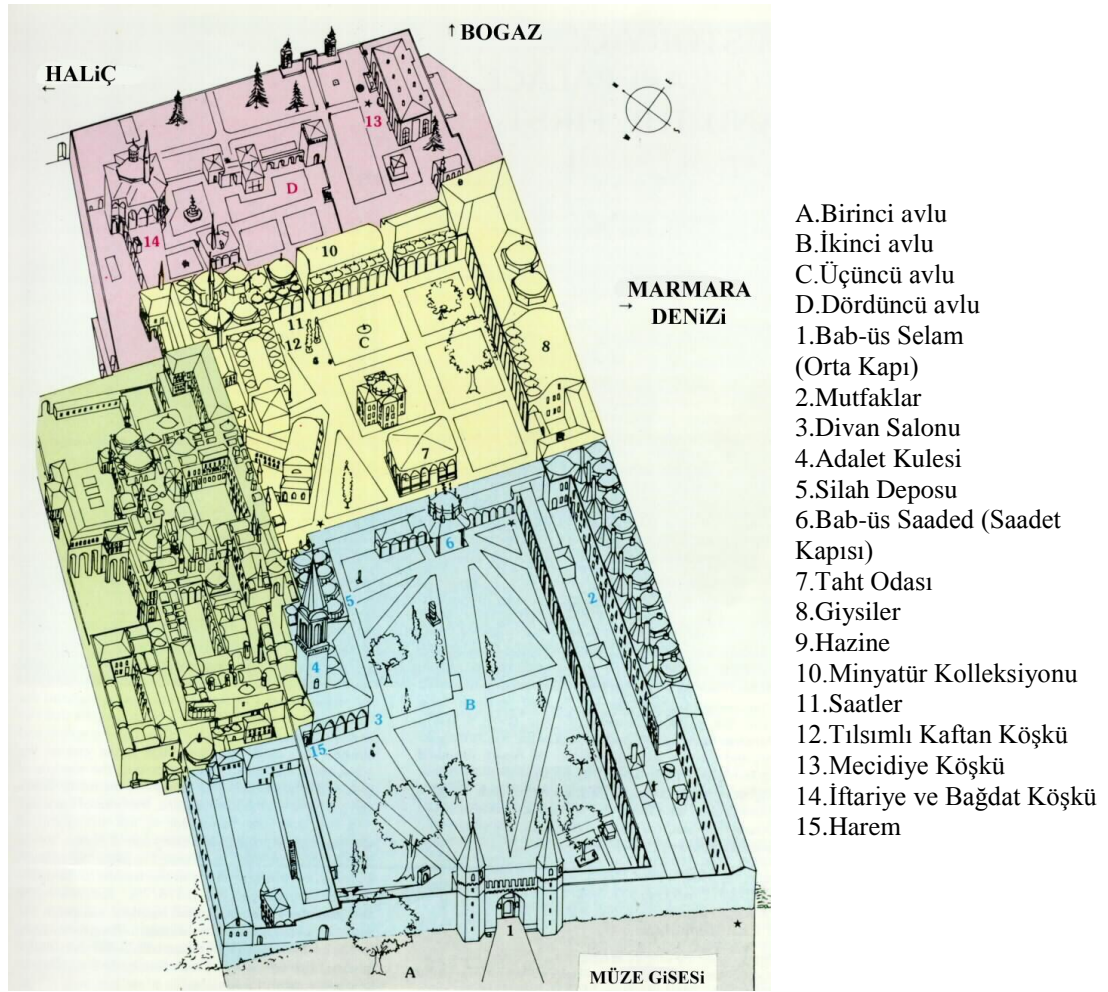 ↑ BOGAZ
HALiÇ
←
13
D
14
10
MARMARA
→ DENiZi
9
11
12
C
8
7
6
5
2
4
3
B
15
1
A
MÜZE GiSESi
A.Birinci avlu
B.İkinci avlu
C.Üçüncü avlu
D.Dördüncü avlu
1.Bab-üs Selam
(Orta Kapı)
2.Mutfaklar
3.Divan Salonu
4.Adalet Kulesi
5.Silah Deposu
6.Bab-üs Saaded (Saadet
Kapısı)
7.Taht Odası
8.Giysiler
9.Hazine
10.Minyatür Kolleksiyonu
11.Saatler
12.Tılsımlı Kaftan Köşkü
13.Mecidiye Köşkü
14.İftariye ve Bağdat Köşkü
15.Harem